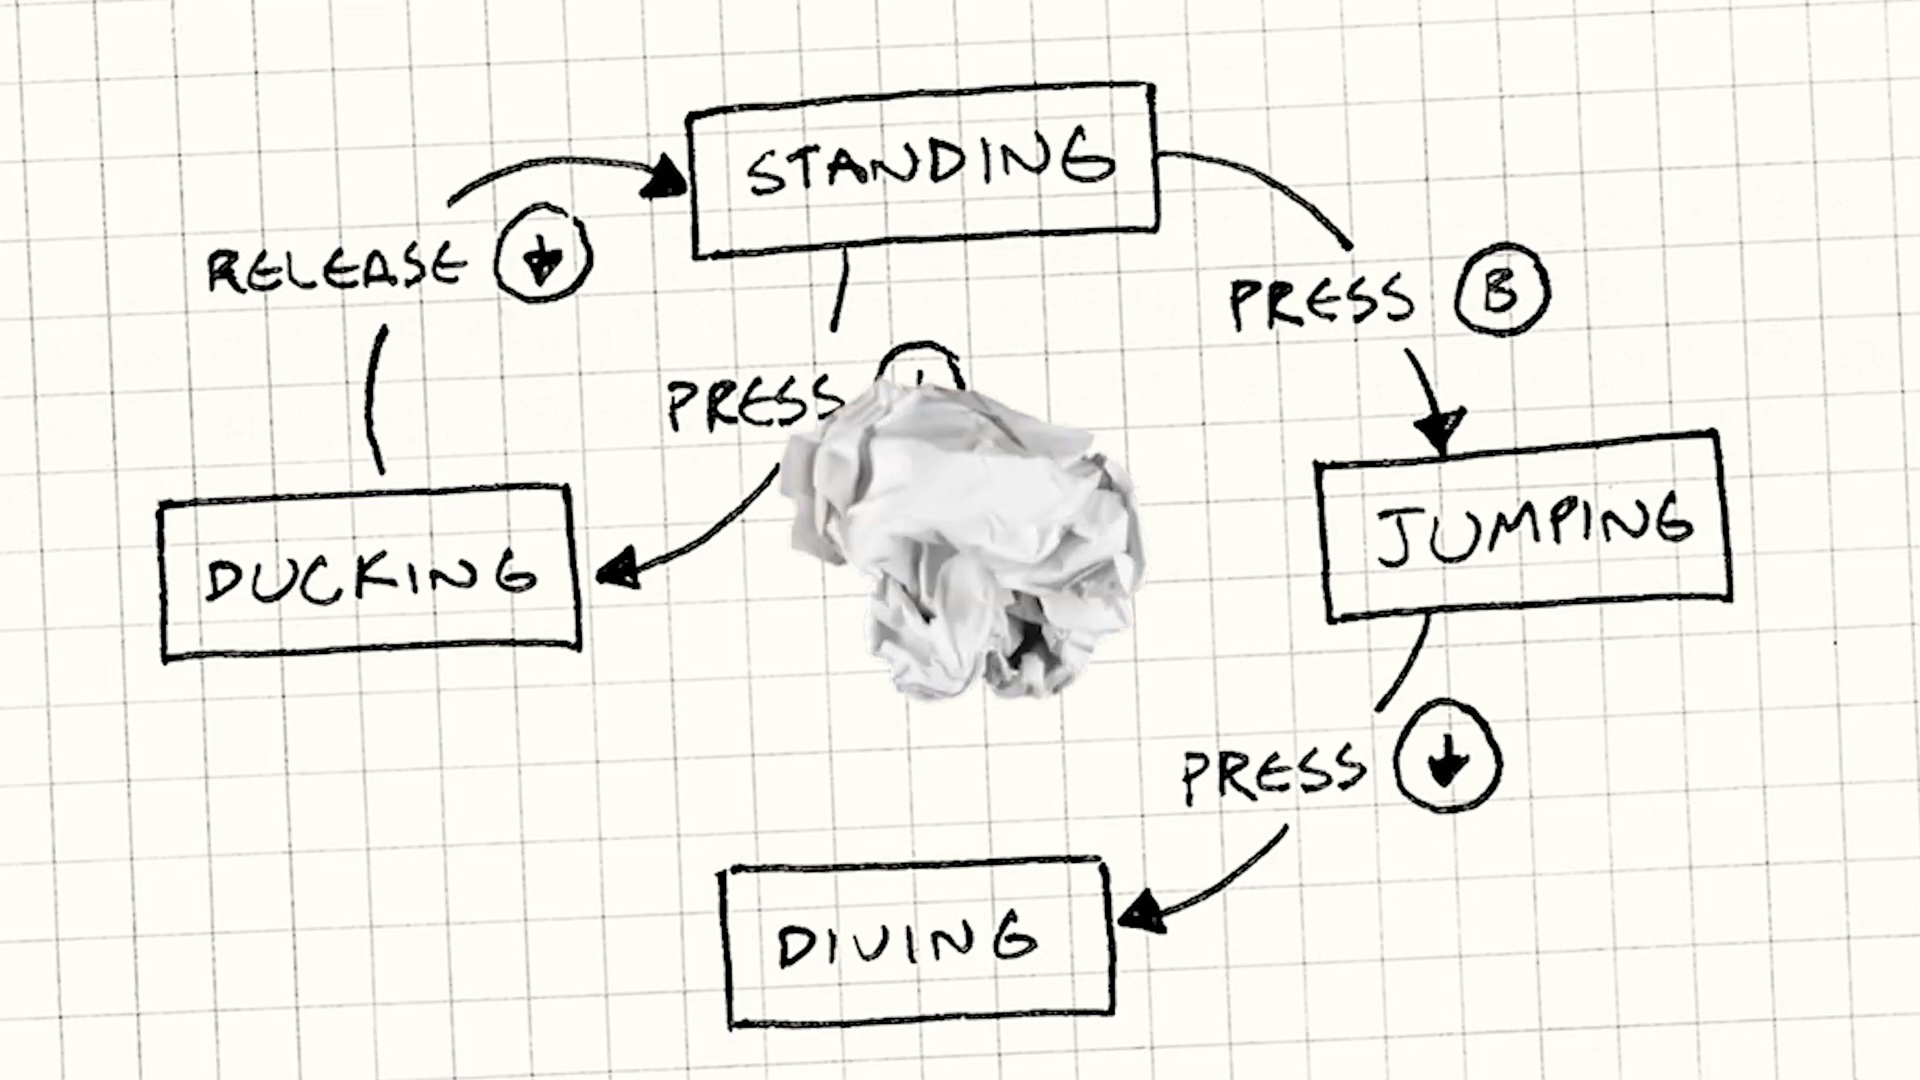 STANDING
RELEASE ↓
PRESS B
PRESS
DUCKING
JUMPING
PRESS ↓
DIVING